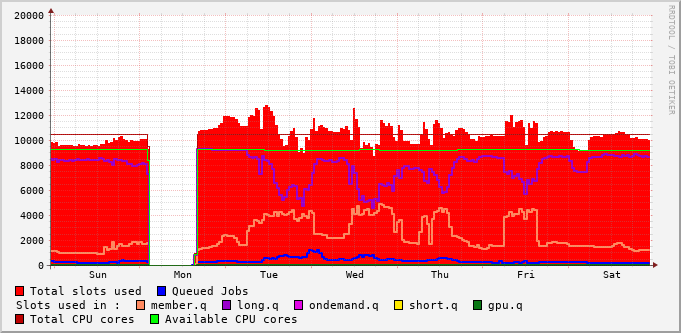 RRDTOOL / TOBI OETIKER
20000
18000
16000
14000
12000
10000
8000
6000
4000
2000
0
Sun Mon Tue Wed Thu Fri Sat
Total slots used Queued Jobs
Slots used in : member.q long.q ondemand.q short.q gpu.q
Total CPU cores Available CPU cores